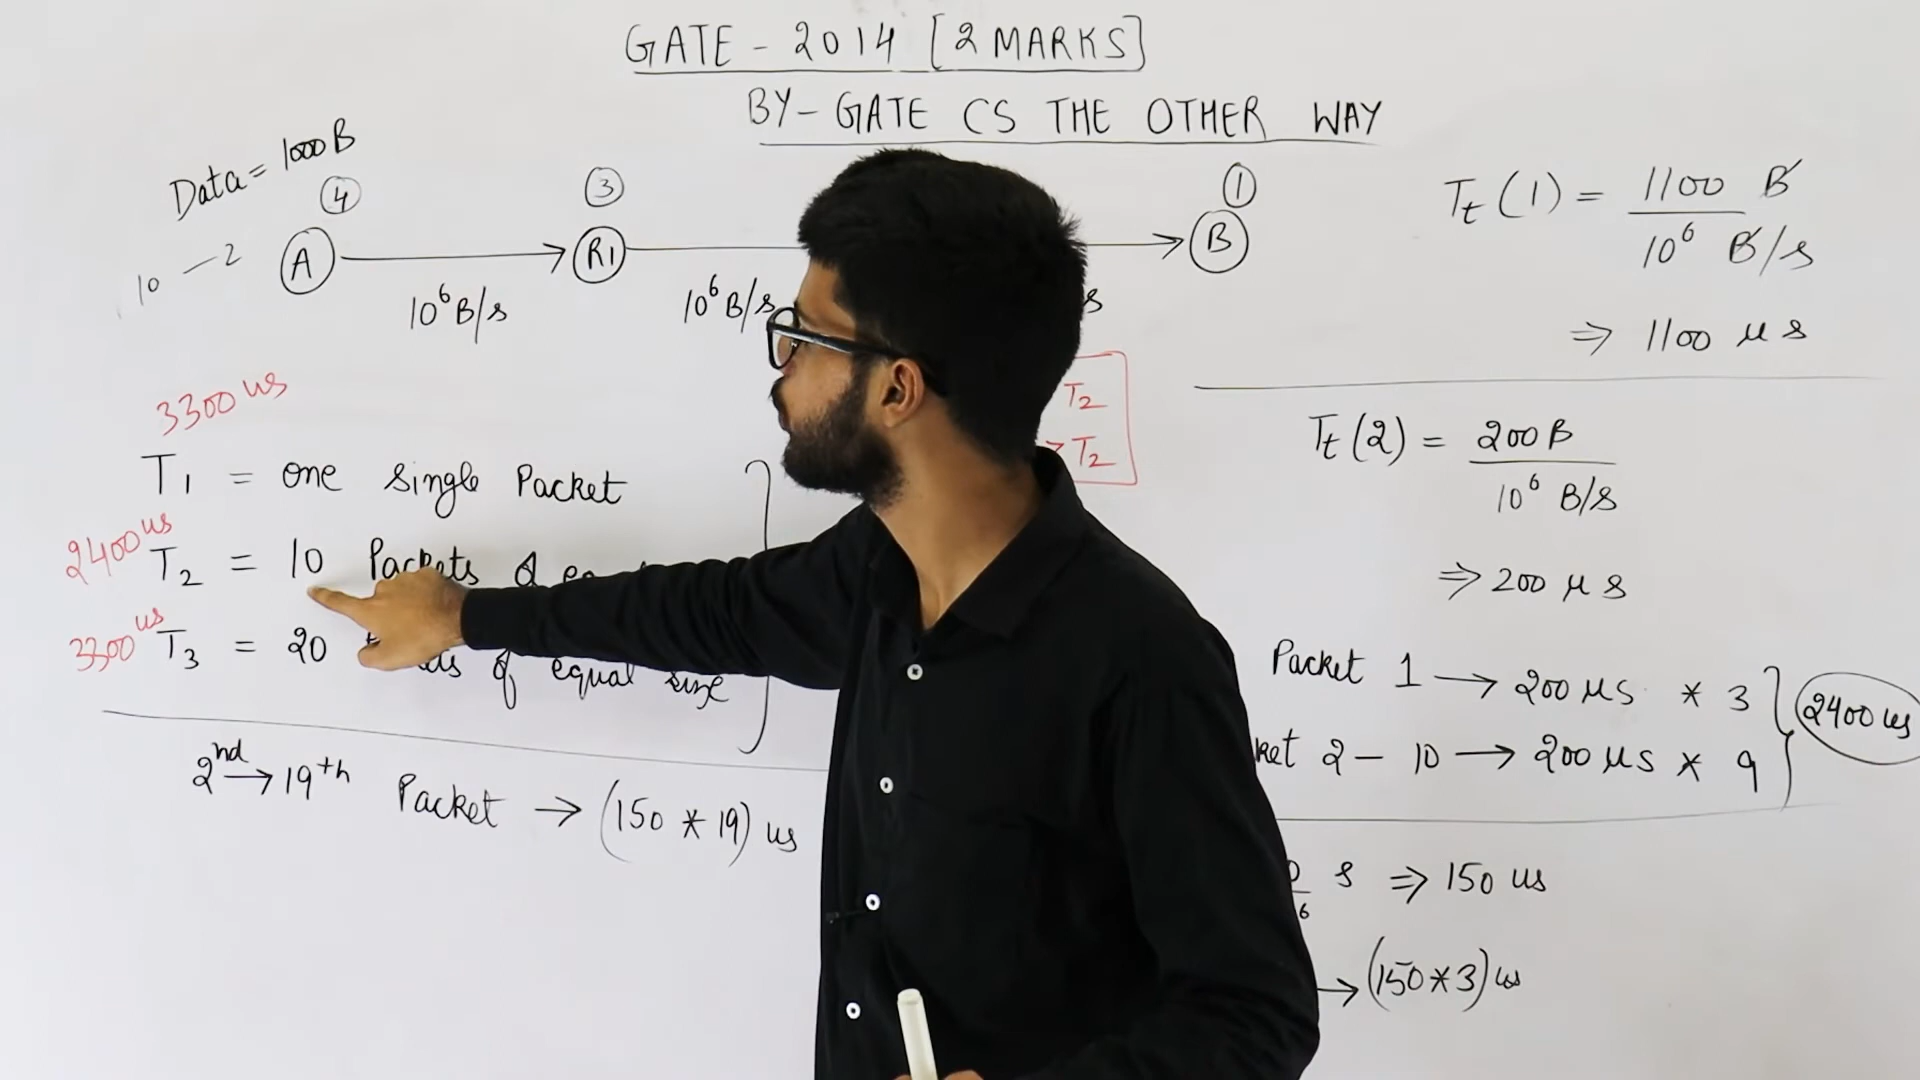 GATE - 2014 [2 MARKS]
BY - GATE CS THE OTHER WAY
Data = 1000 B
4
3
1
10 - 2
A
R1
B
10⁶ B/s
10⁶ B/s
s
3300 us
T1 = one single Packet
2400 us
T2 = 10 Packets of
3300 us
T3 = 20 of equal size
2nd → 19th Packet → (150 * 19) us
T2
→ T2
Tt (1) = 1100 B / 10⁶ B/s
⇒ 1100 μs
Tt (2) = 200 B / 10⁶ B/s
⇒ 200 μs
Packet 1 → 200 μs * 3
ket 2 - 10 → 200 μs * 9
2400 us
6 s ⇒ 150 us
→ (150 * 3) us